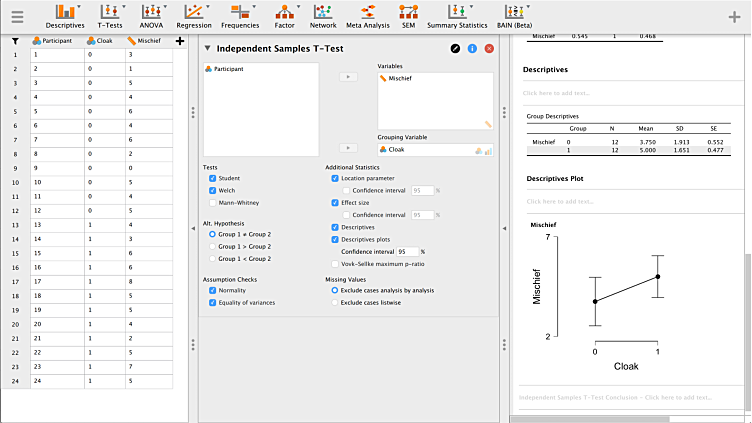 Descriptives T-Tests ANOVA Regression Frequencies Factor Network Meta Analysis SEM Summary Statistics BAIN (Beta)
Participant Cloak Mischief
1 1 0 3
2 2 0 1
3 3 0 5
4 4 0 4
5 5 0 6
6 6 0 4
7 7 0 6
8 8 0 2
9 9 0 0
10 10 0 5
11 11 0 4
12 12 0 5
13 13 1 4
14 14 1 3
15 15 1 6
16 16 1 6
17 17 1 8
18 18 1 5
19 19 1 5
20 20 1 4
21 21 1 2
22 22 1 5
23 23 1 7
24 24 1 5
Independent Samples T-Test
Participant
Variables
Mischief
Grouping Variable
Cloak
Tests
Student
Welch
Mann-Whitney
Alt. Hypothesis
Group 1 ≠ Group 2
Group 1 > Group 2
Group 1 < Group 2
Assumption Checks
Normality
Equality of variances
Additional Statistics
Location parameter
Confidence interval 95 %
Effect size
Confidence interval 95 %
Descriptives
Descriptives plots
Confidence interval 95 %
Vovk-Sellke maximum p-ratio
Missing Values
Exclude cases analysis by analysis
Exclude cases listwise
Mischief 0.545 1 0.468
Descriptives
Click here to add text...
Group Descriptives
Group N Mean SD SE
Mischief 0 12 3.750 1.913 0.552
1 12 5.000 1.651 0.477
Descriptives Plot
Click here to add text...
Mischief
7
Mischief
2
0 1
Cloak
Independent Samples T-Test Conclusion - Click here to add text...